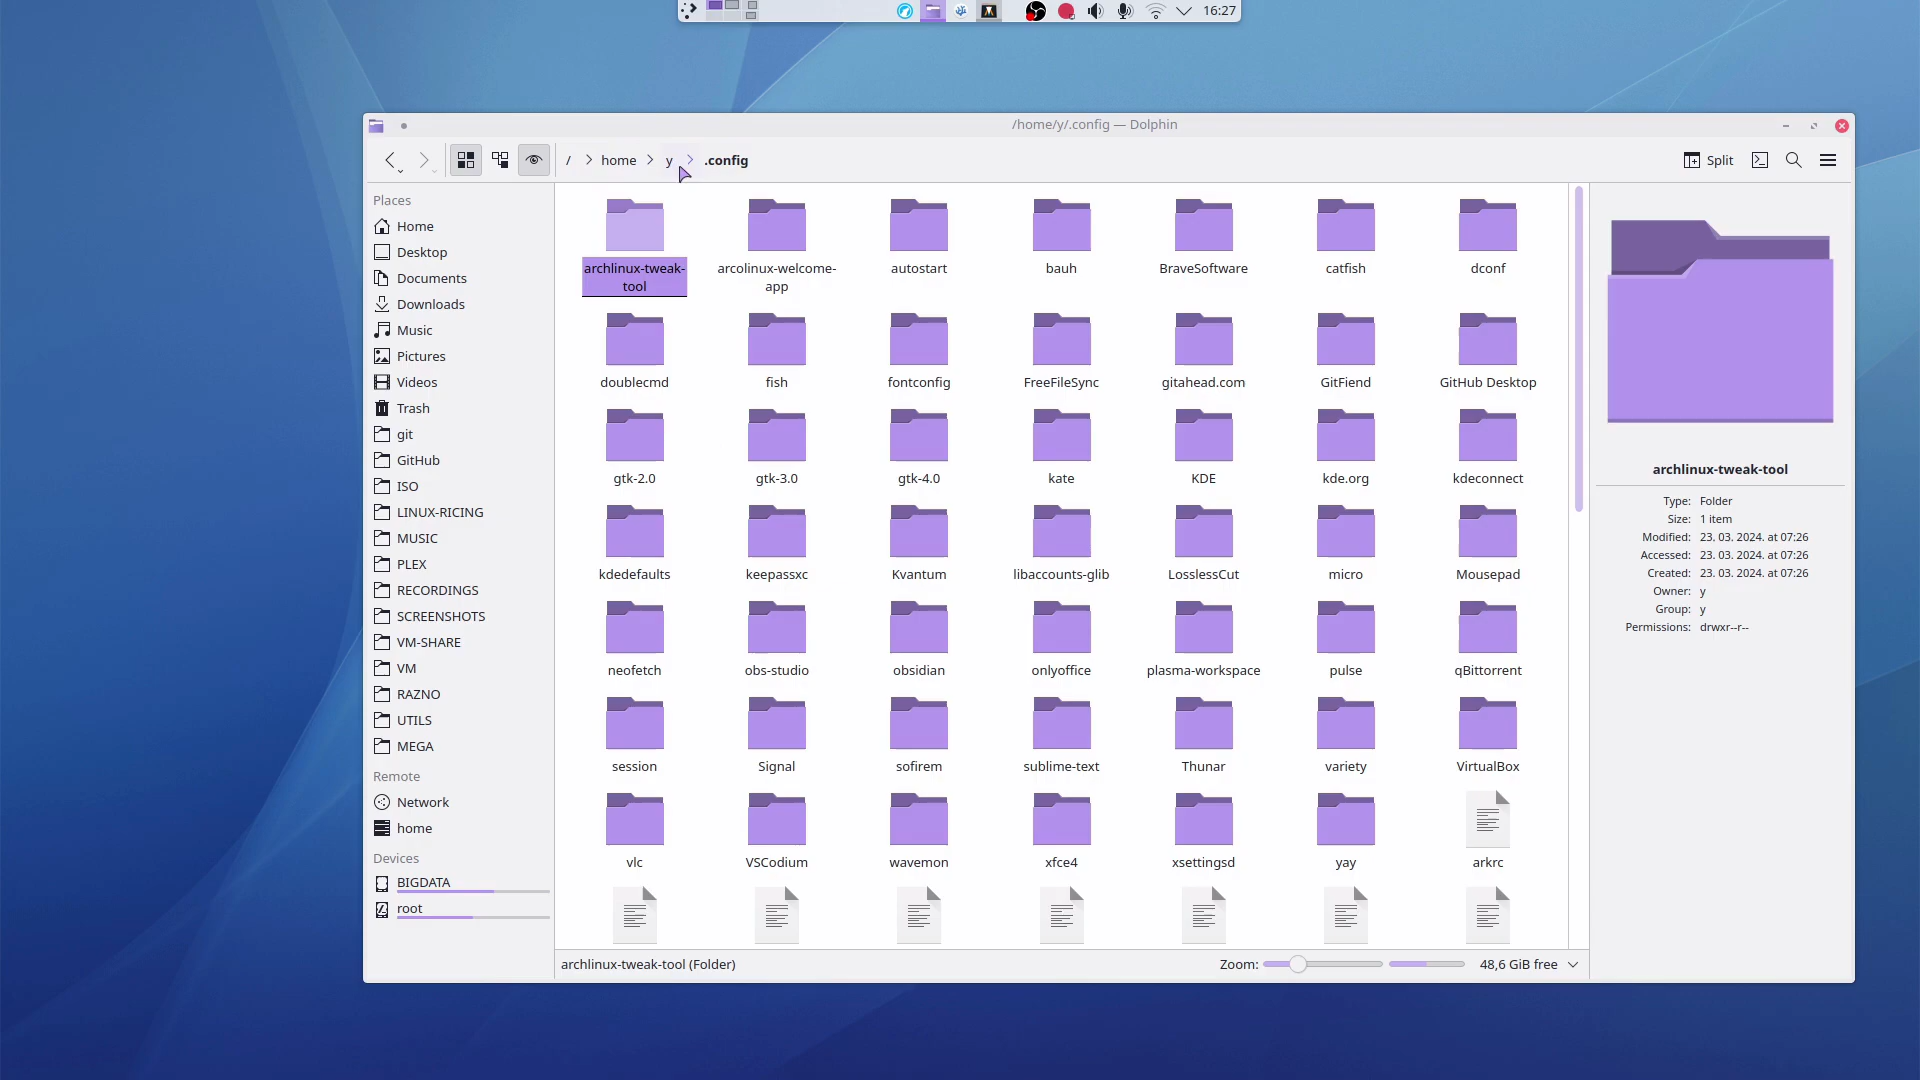 16:27
/home/y/.config — Dolphin
/ home y .config
Split
Places
Home
Desktop
Documents
Downloads
Music
Pictures
Videos
Trash
git
GitHub
ISO
LINUX-RICING
MUSIC
PLEX
RECORDINGS
SCREENSHOTS
VM-SHARE
VM
RAZNO
UTILS
MEGA
Remote
Network
home
Devices
BIGDATA
root
archlinux-tweak-
tool
arcolinux-welcome-
app
autostart
bauh
BraveSoftware
catfish
dconf
doublecmd
fish
fontconfig
FreeFileSync
gitahead.com
GitFiend
GitHub Desktop
gtk-2.0
gtk-3.0
gtk-4.0
kate
KDE
kde.org
kdeconnect
kdedefaults
keepassxc
Kvantum
libaccounts-glib
LosslessCut
micro
Mousepad
neofetch
obs-studio
obsidian
onlyoffice
plasma-workspace
pulse
qBittorrent
session
Signal
sofirem
sublime-text
Thunar
variety
VirtualBox
vlc
VSCodium
wavemon
xfce4
xsettingsd
yay
arkrc
archlinux-tweak-tool
Type: Folder
Size: 1 item
Modified: 23. 03. 2024. at 07:26
Accessed: 23. 03. 2024. at 07:26
Created: 23. 03. 2024. at 07:26
Owner: y
Group: y
Permissions: drwxr--r--
archlinux-tweak-tool (Folder)
Zoom:
48,6 GiB free